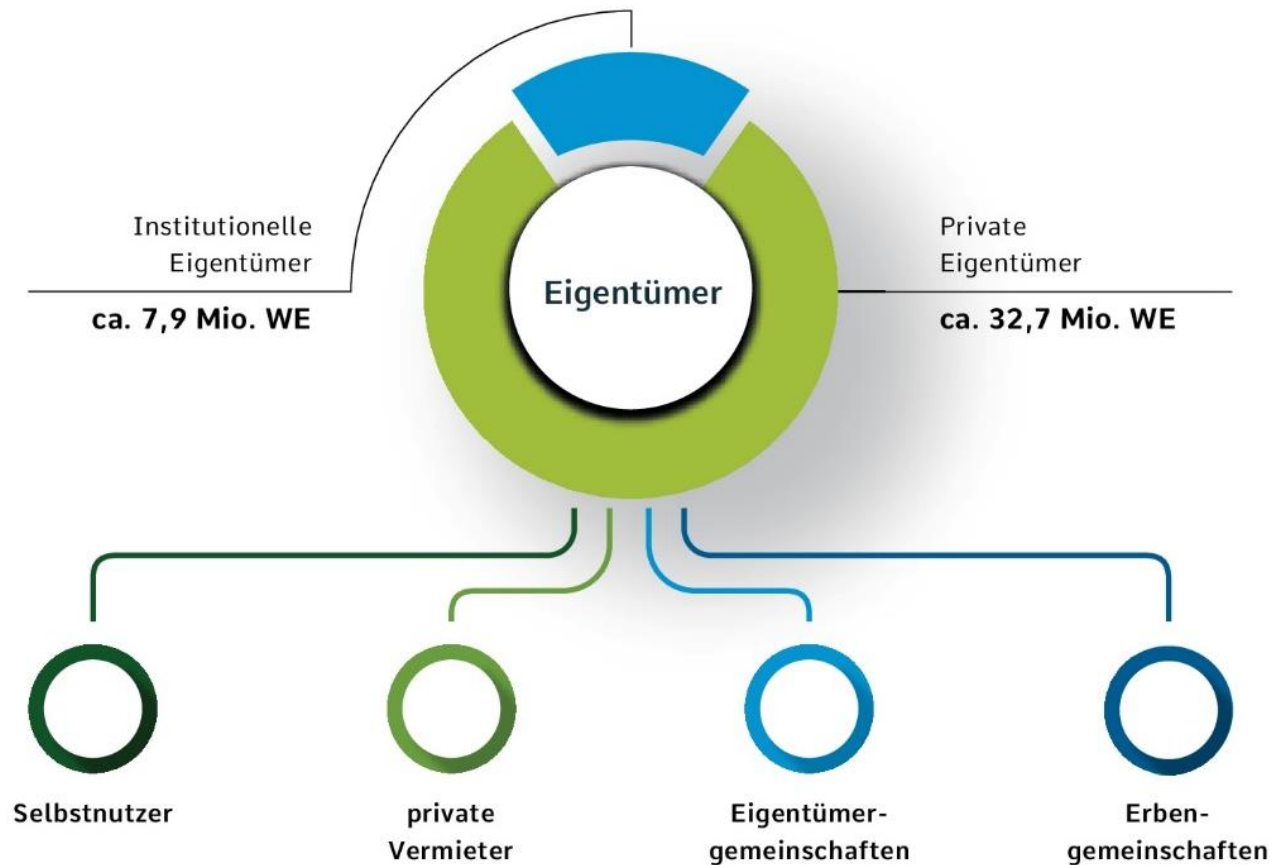 Institutionelle
Eigentümer
ca. 7,9 Mio. WE
Eigentümer
Private
Eigentümer
ca. 32,7 Mio. WE
Selbstnutzer
private
Vermieter
Eigentümer-
gemeinschaften
Erben-
gemeinschaften